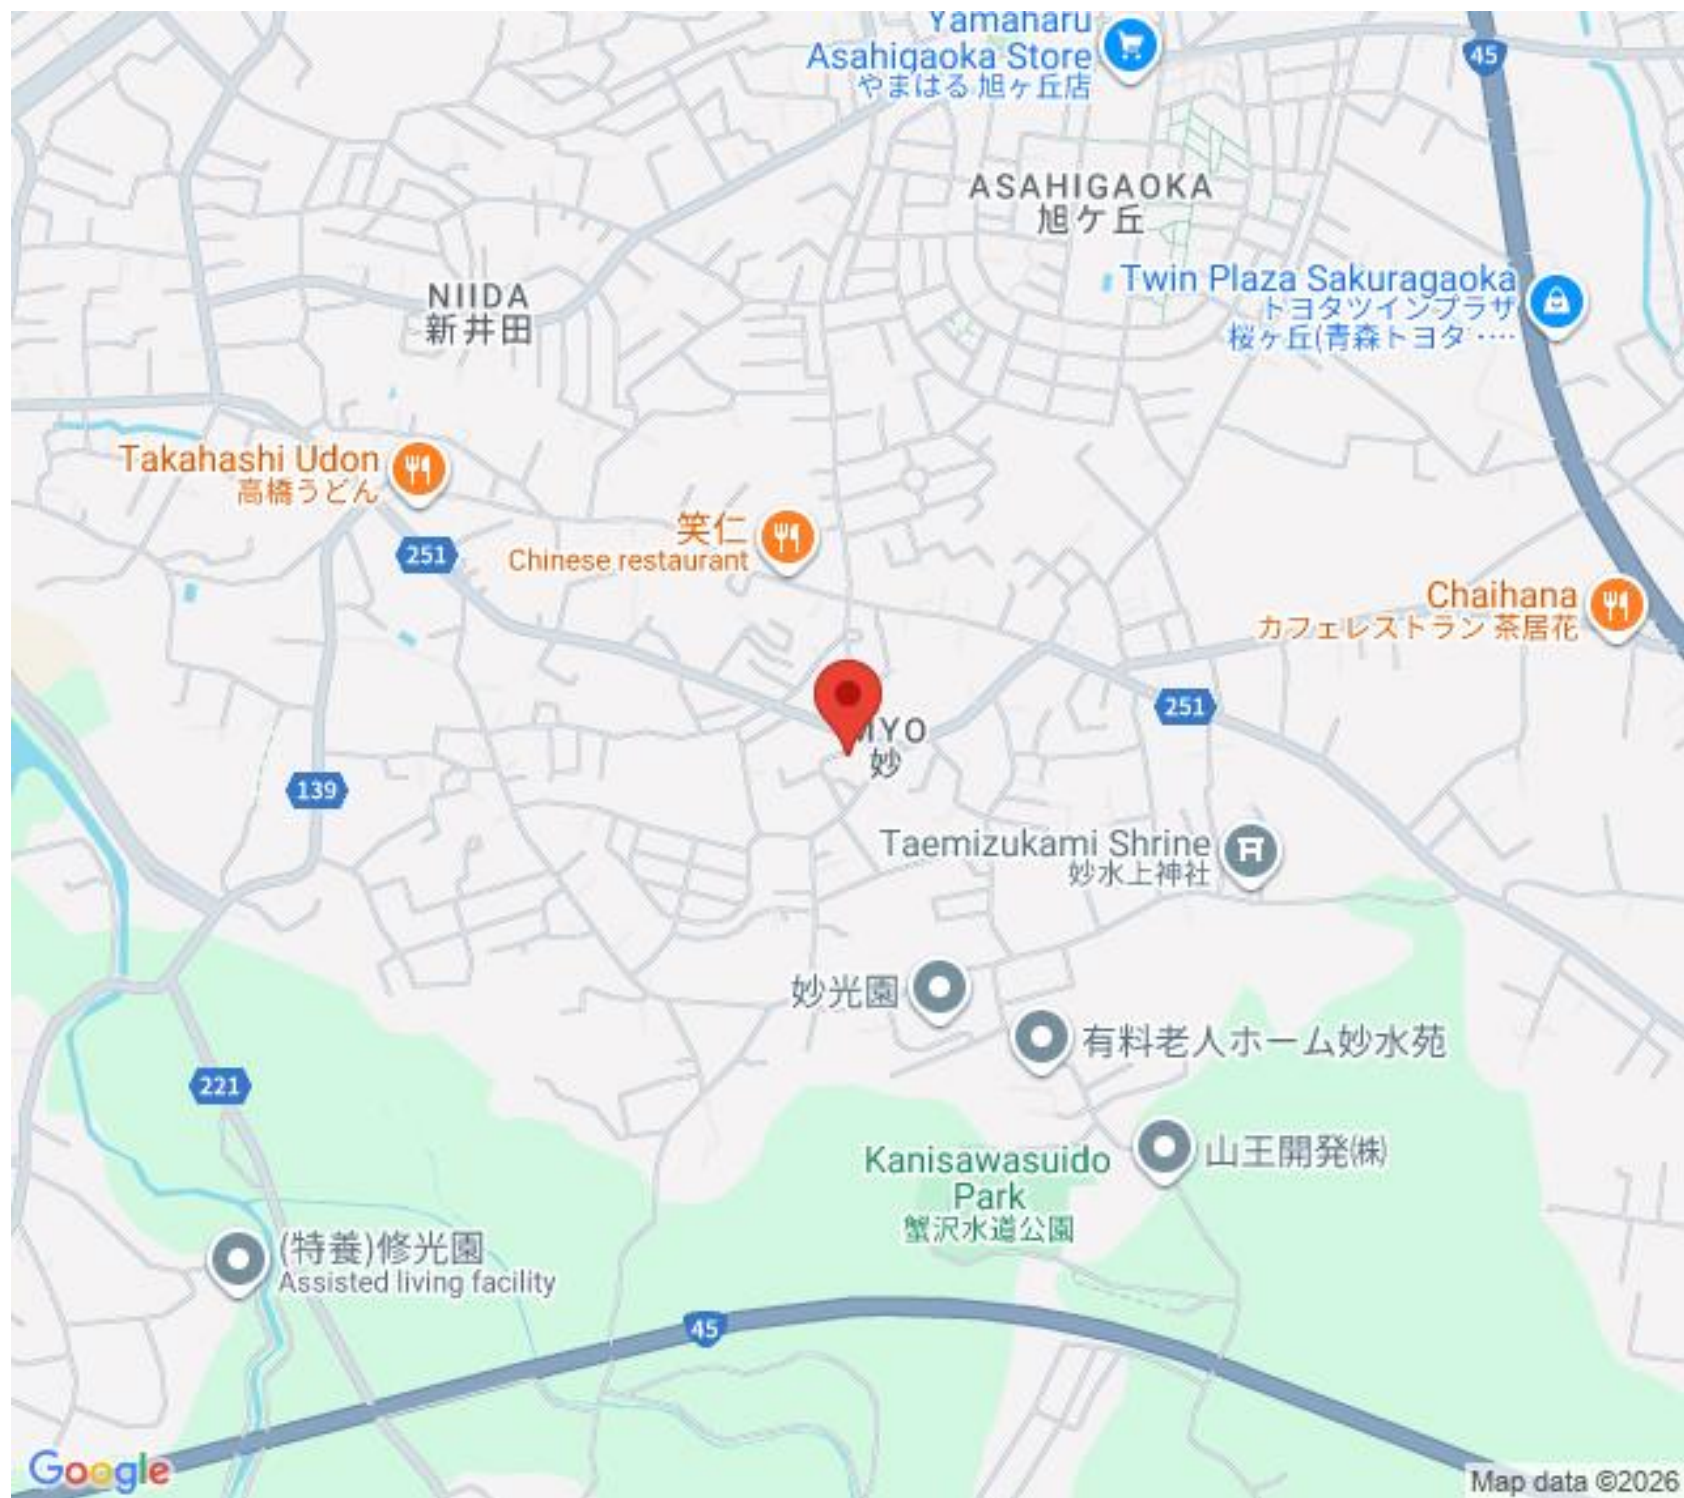 Yamaharu
Asahigaoka Store
やまはる 旭ヶ丘店
45
ASAHIGAOKA
旭ケ丘
Twin Plaza Sakuragaoka
トヨタツインプラザ
桜ヶ丘(青森トヨタ ‥‥
NIIDA
新井田
Takahashi Udon
高橋うどん
251
笑仁
Chinese restaurant
Chaihana
カフェレストラン 茶居花
251
MYO
妙
139
Taemizukami Shrine
妙水上神社
妙光園
有料老人ホーム妙水苑
221
Kanisawasuido
Park
蟹沢水道公園
山王開発㈱
(特養)修光園
Assisted living facility
45
Google
Map data ©2026